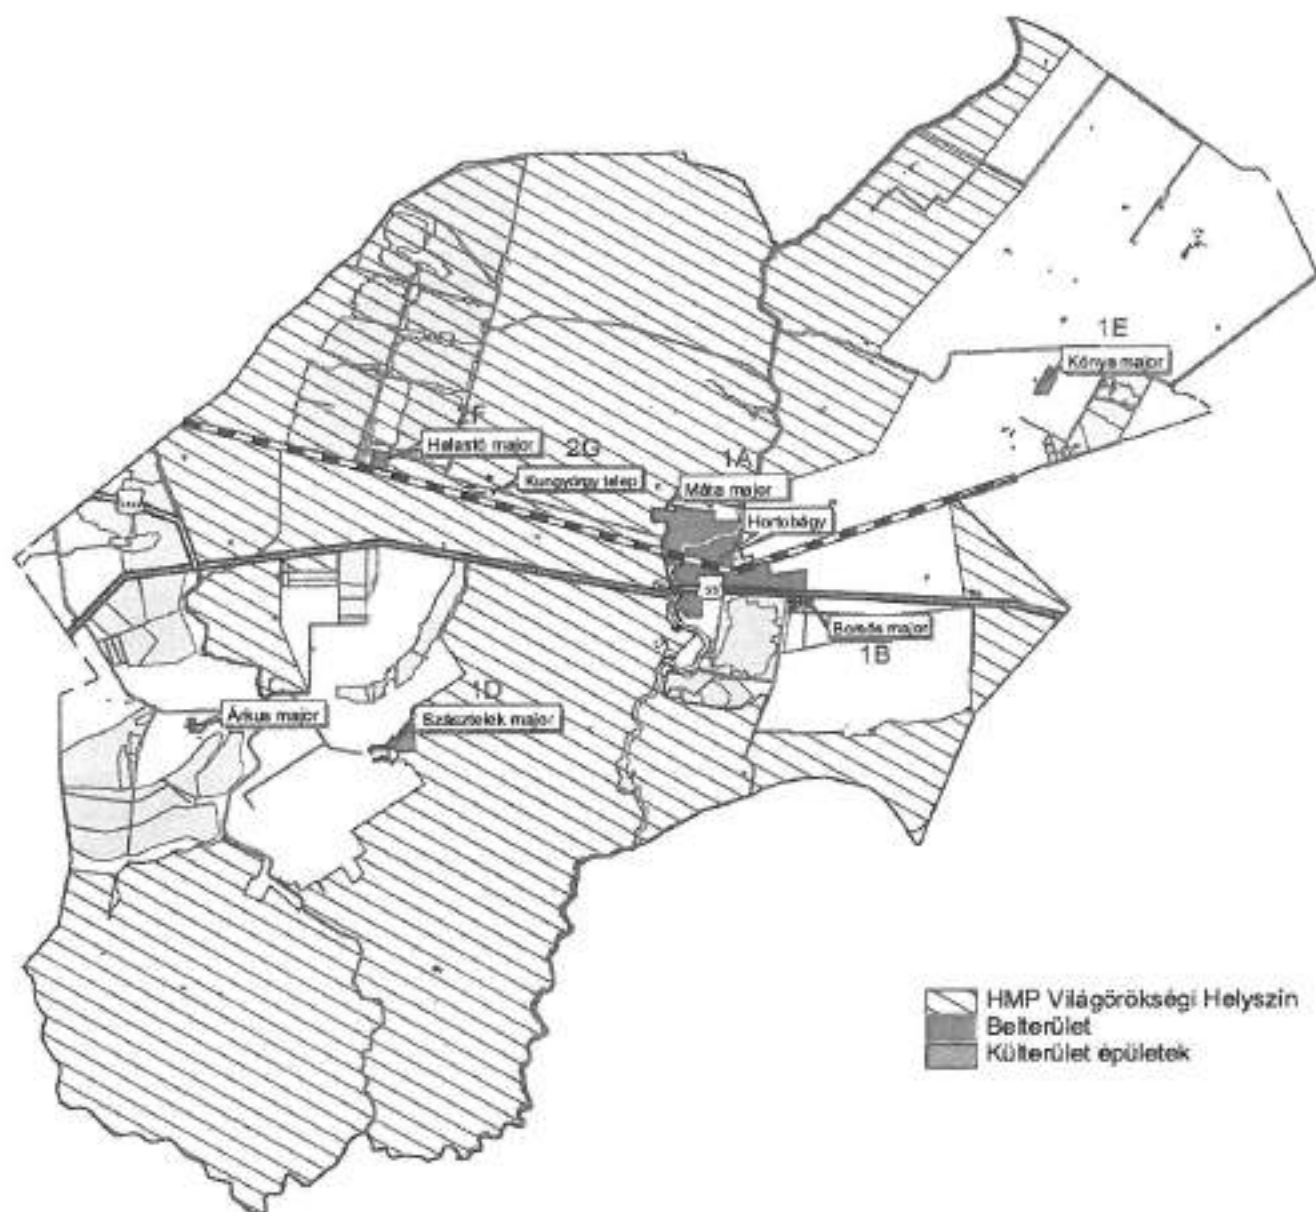 1E
Kónya major
2F
Halastó major
2G
Kungyörgy telep
1A
Máta major
Hortobágy
Borsós major
1B
1D
Árkus major
Szásztelek major
HMP Világörökségi Helyszín
Belterület
Külterület épületek